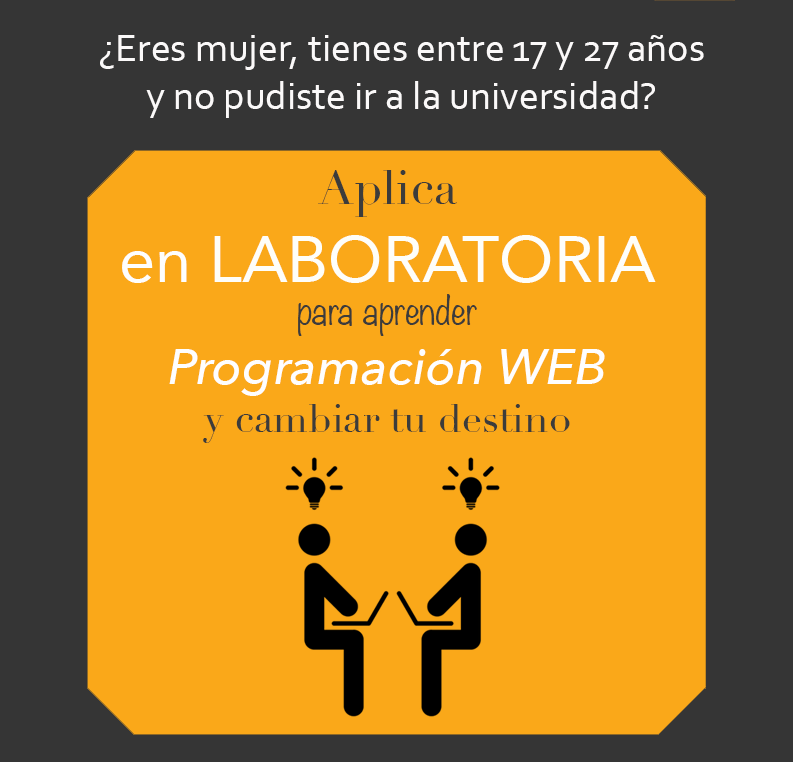 ¿Eres mujer, tienes entre 17 y 27 años
y no pudiste ir a la universidad?
Aplica
en LABORATORIA
para aprender
Programación WEB
y cambiar tu destino